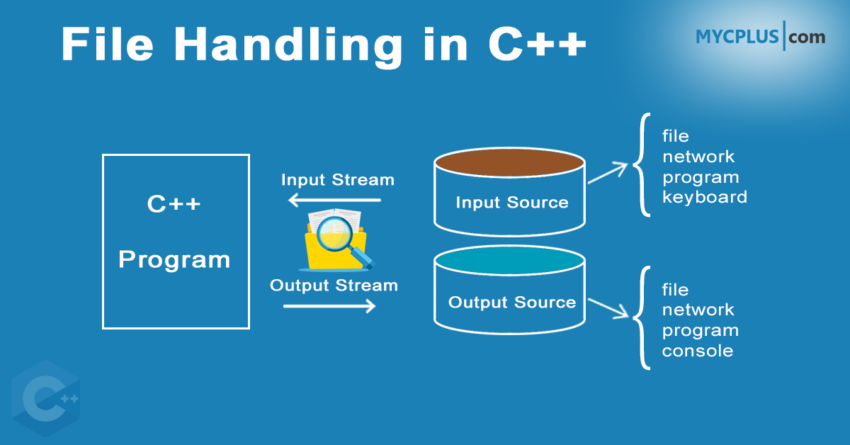 File Handling in C++
MYCPLUS|com
C++
Program
Input Stream
Output Stream
Input Source
Output Source
file
network
program
keyboard
file
network
program
console
C++